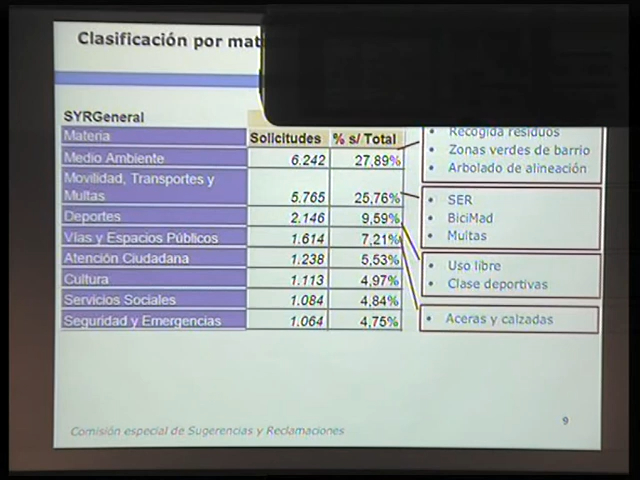 Clasificación por mat
SYRGeneral
Materia Solicitudes % s/ Total
Medio Ambiente 6.242 27,89%
Movilidad, Transportes y
Multas 5.765 25,76%
Deportes 2.146 9,59%
Vías y Espacios Públicos 1.614 7,21%
Atención Ciudadana 1.238 5,53%
Cultura 1.113 4,97%
Servicios Sociales 1.084 4,84%
Seguridad y Emergencias 1.064 4,75%
• Recogida residuos
• Zonas verdes de barrio
• Arbolado de alineación
• SER
• BiciMad
• Multas
• Uso libre
• Clase deportivas
• Aceras y calzadas
Comisión especial de Sugerencias y Reclamaciones
9